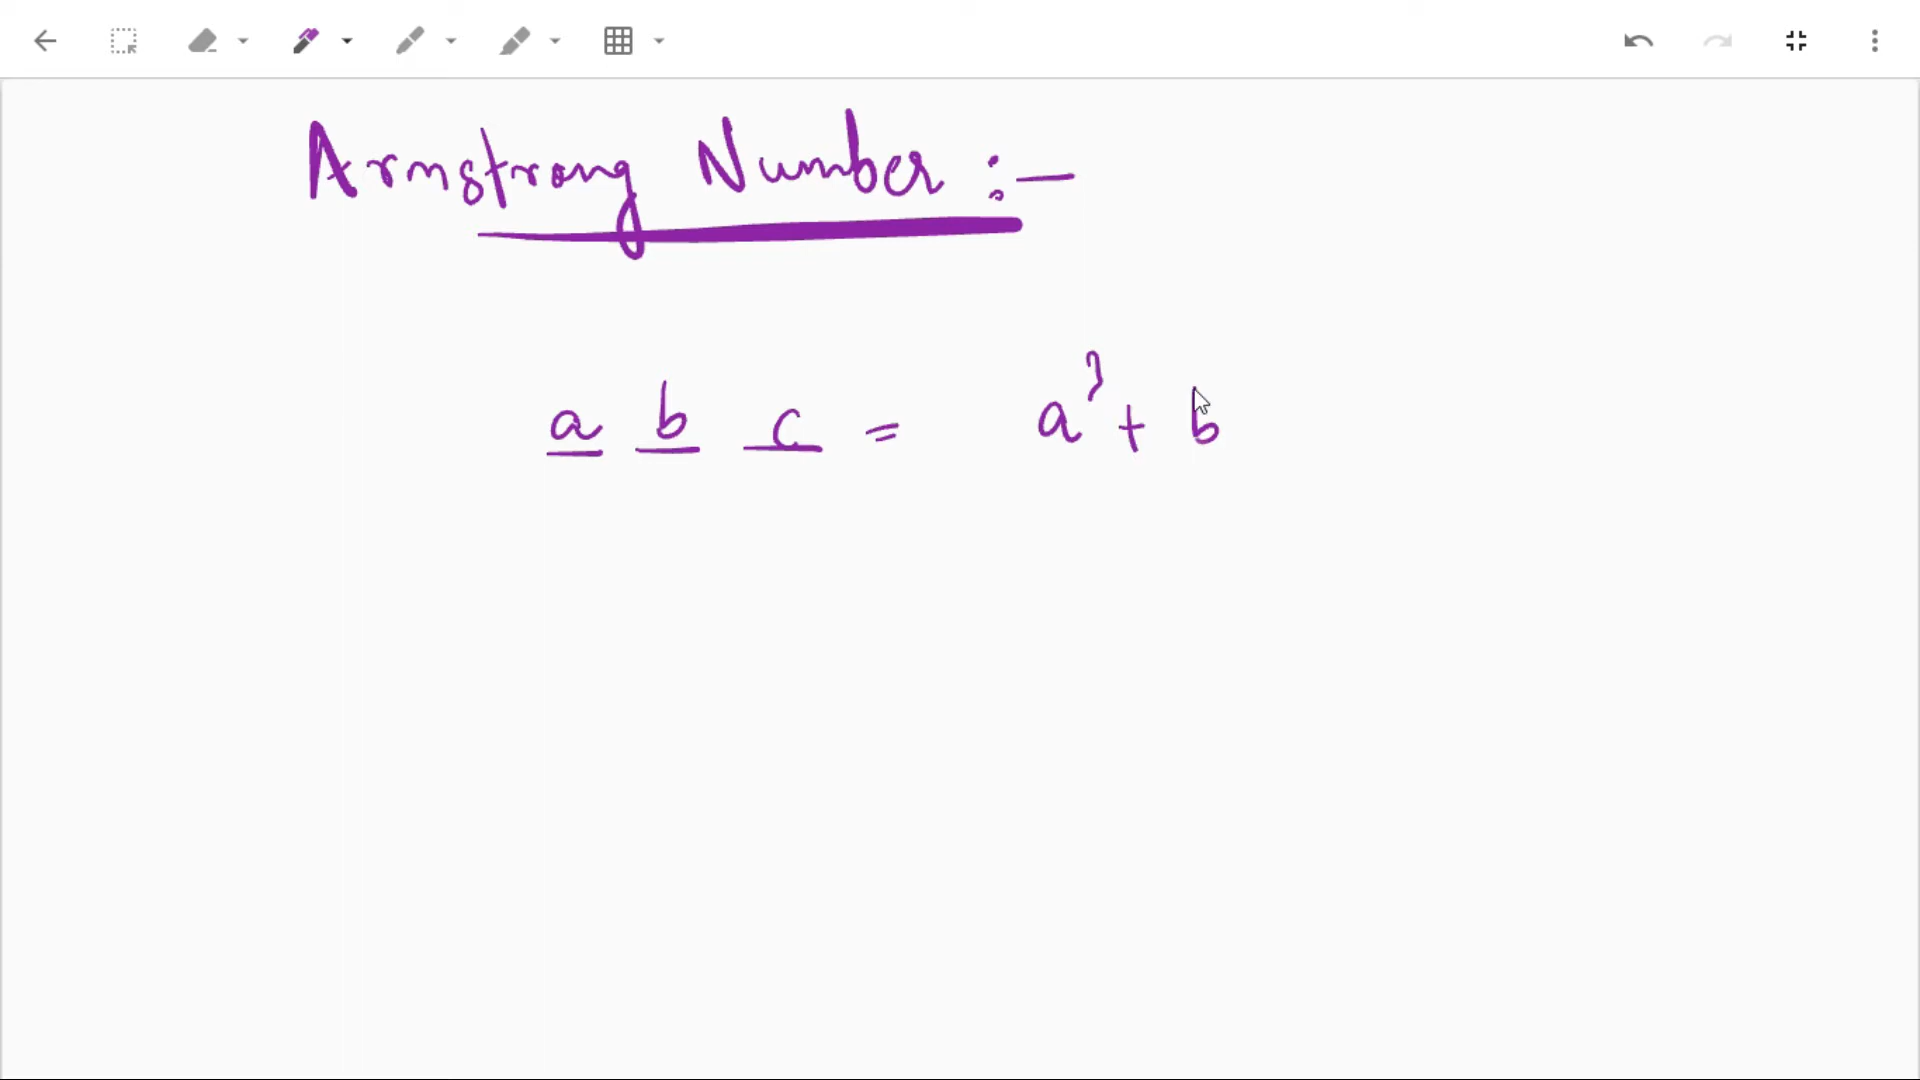 Armstrong Number :-
a b c = a³ + b